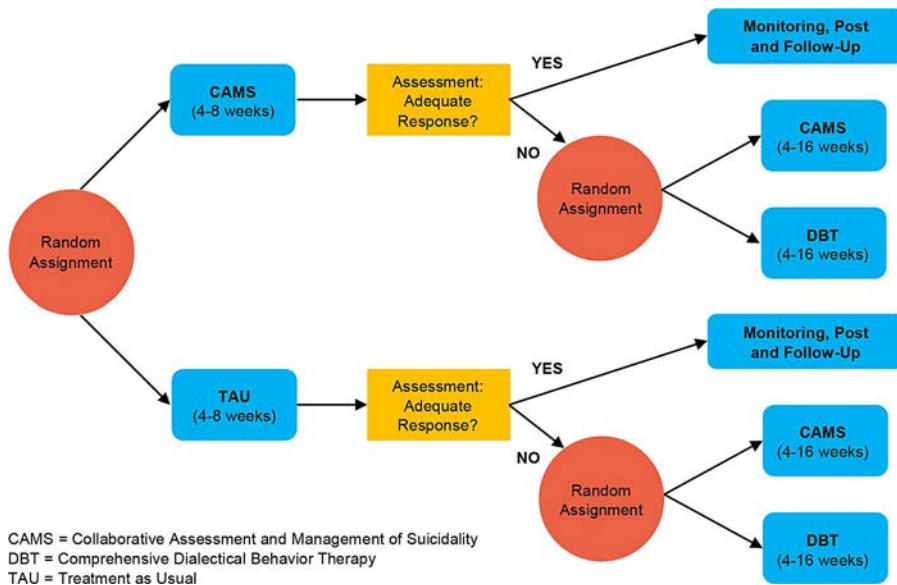 Random
Assignment
CAMS
(4-8 weeks)
Assessment:
Adequate
Response?
YES
Monitoring, Post
and Follow-Up
NO
Random
Assignment
CAMS
(4-16 weeks)
DBT
(4-16 weeks)
TAU
(4-8 weeks)
Assessment:
Adequate
Response?
YES
Monitoring, Post
and Follow-Up
NO
Random
Assignment
CAMS
(4-16 weeks)
DBT
(4-16 weeks)
CAMS = Collaborative Assessment and Management of Suicidality
DBT = Comprehensive Dialectical Behavior Therapy
TAU = Treatment as Usual